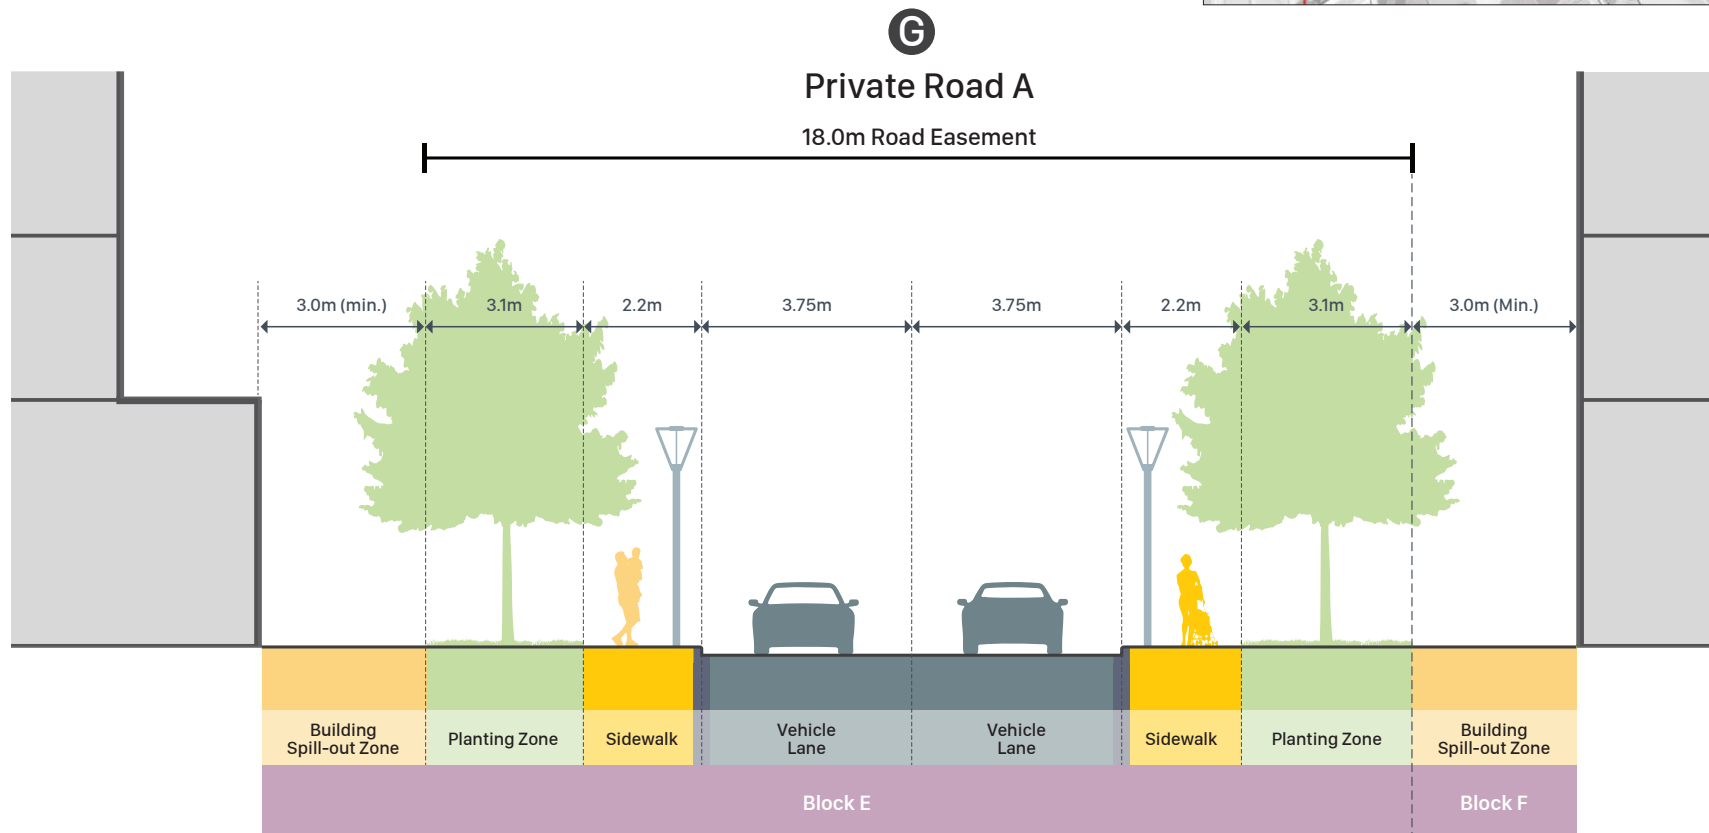 G
Private Road A
18.0m Road Easement
3.0m (min.)
3.1m
2.2m
3.75m
3.75m
2.2m
3.1m
3.0m (Min.)
Building
Spill-out Zone
Planting Zone
Sidewalk
Vehicle
Lane
Vehicle
Lane
Sidewalk
Planting Zone
Building
Spill-out Zone
Block E
Block F